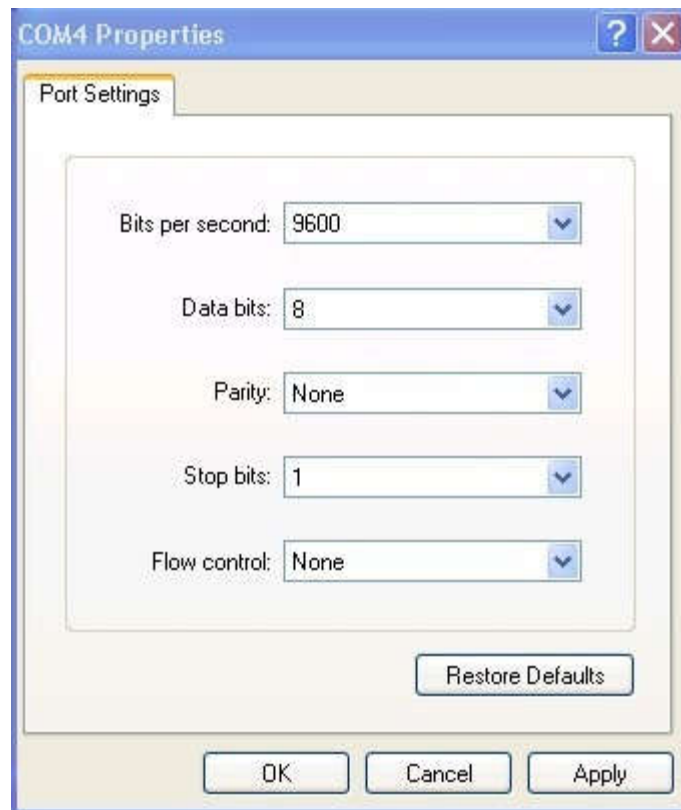 COM4 Properties
Port Settings
Bits per second: 9600
Data bits: 8
Parity: None
Stop bits: 1
Flow control: None
Restore Defaults
OK Cancel Apply